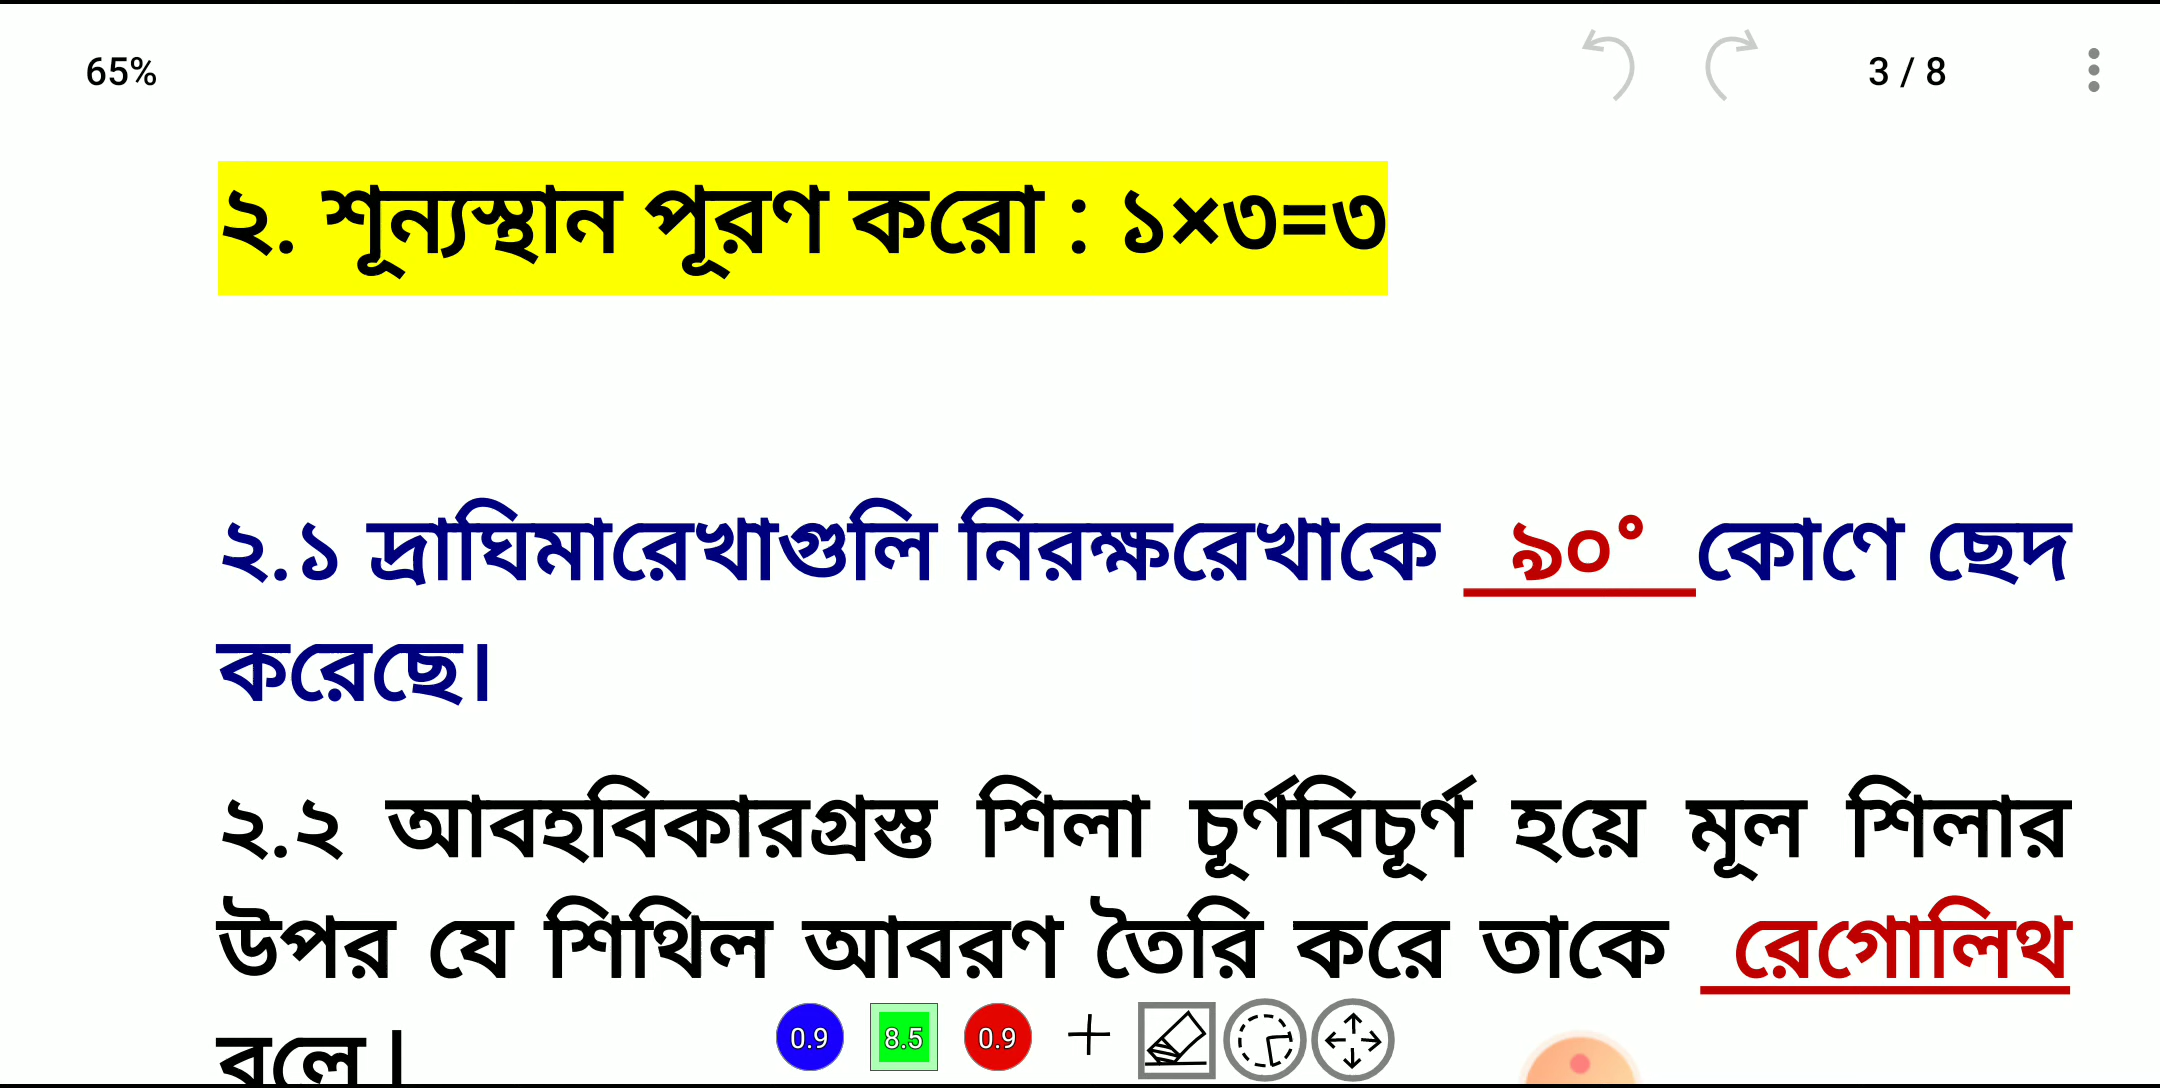 65%
3 / 8
২. শূন্যস্থান পূরণ করো : ১×৩=৩
২.১ দ্রাঘিমারেখাগুলি নিরক্ষরেখাকে ৯০° কোণে ছেদ
করেছে।
২.২ আবহবিকারগ্রস্ত শিলা চূর্ণবিচূর্ণ হয়ে মূল শিলার
উপর যে শিথিল আবরণ তৈরি করে তাকে রেগোলিথ
বলে।
0.9 8.5 0.9